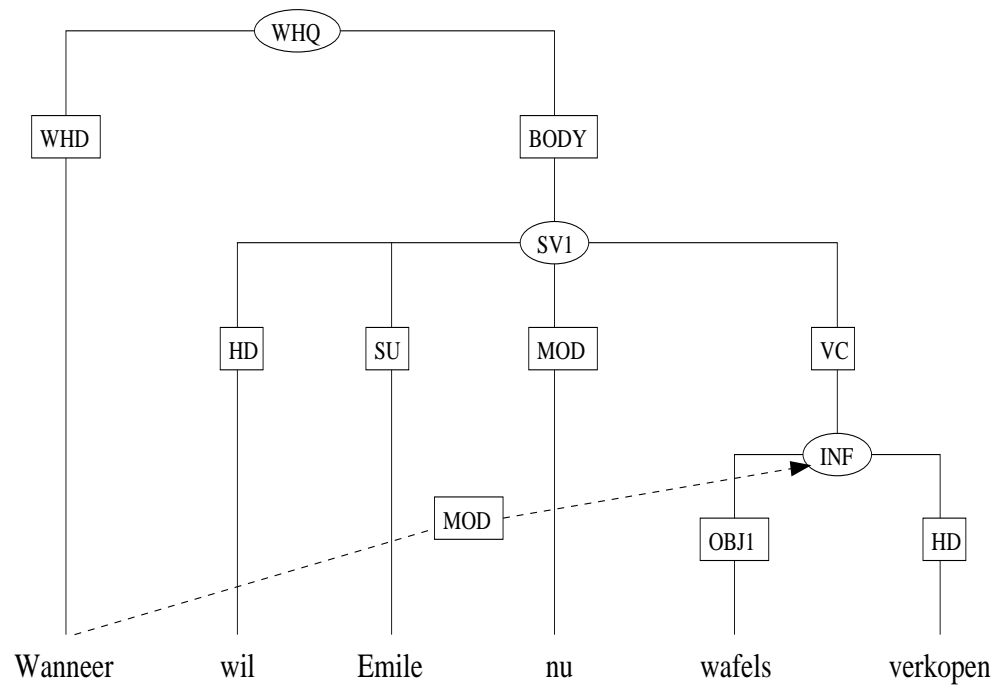 WHQ
WHD BODY
SV1
HD SU MOD VC
INF
MOD OBJ1 HD
Wanneer wil Emile nu wafels verkopen